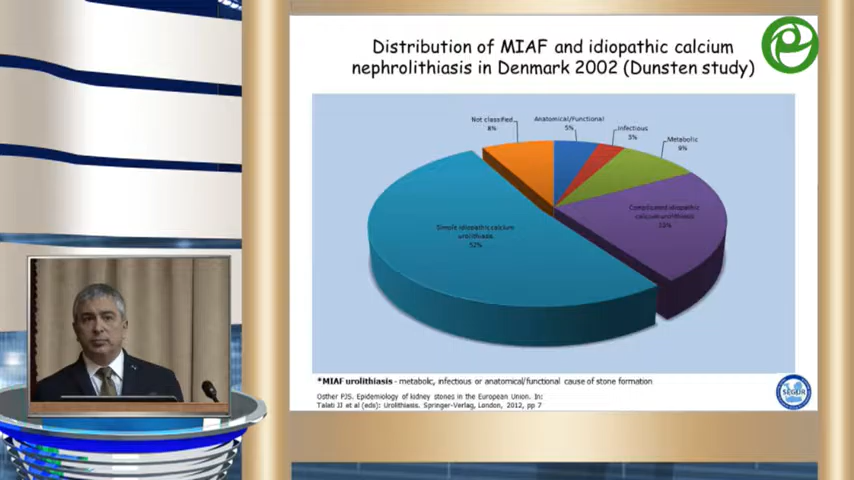 Distribution of MIAF and idiopathic calcium
nephrolithiasis in Denmark 2002 (Dunsten study)
Not classified
8%
Anatomical/Functional
5%
Infectious
3%
Metabolic
9%
Complicated idiopathic
calcium urolithiasis
Simple idiopathic calcium
urolithiasis
52%
*MIAF urolithiasis - metabolic, infectious or anatomical/functional cause of stone formation
Osther PJS. Epidemiology of kidney stones in the European Union. In:
Talati JJ et al (eds): Urolithiasis. Springer-Verlag, London, 2012, pp 7
SEGUR